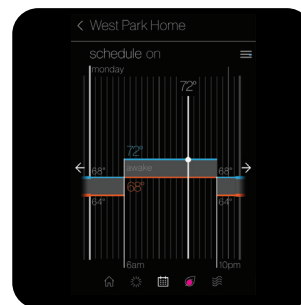 < West Park Home
schedule on
monday
72°
72°
awake
68°
68°
68°
64°
64°
6am
10pm